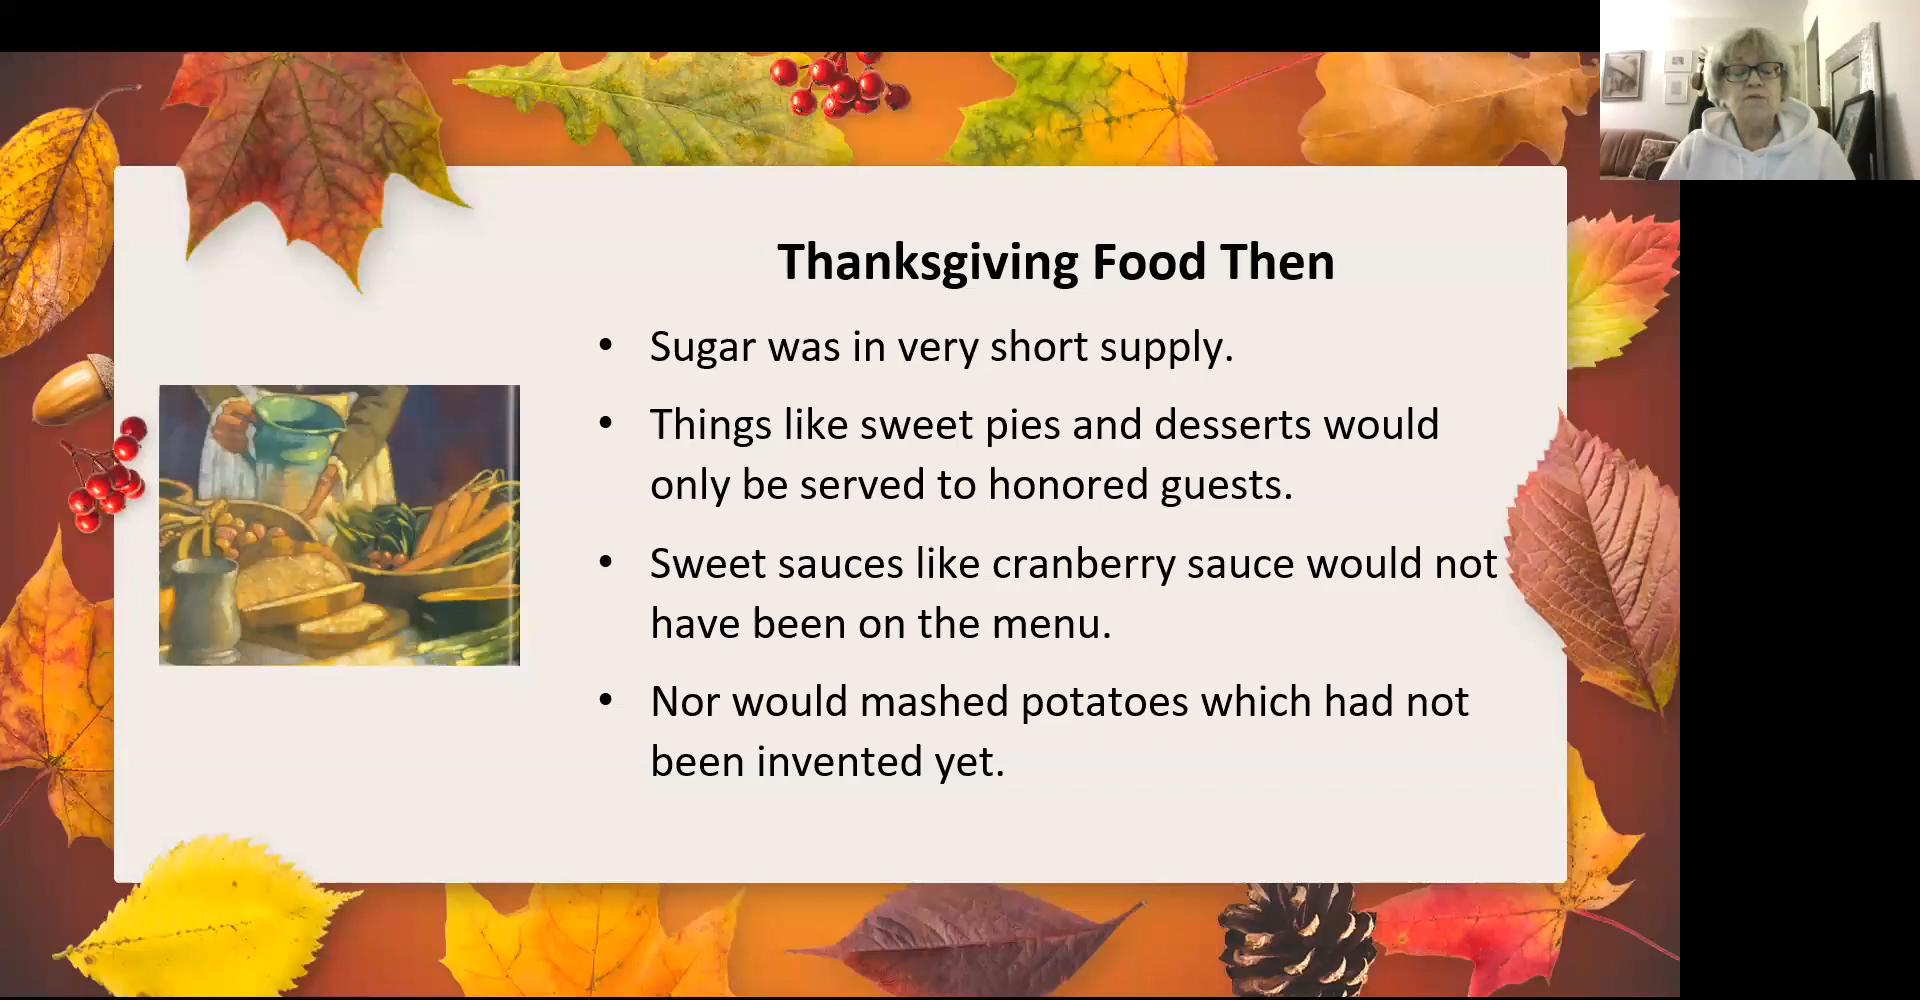 Thanksgiving Food Then
• Sugar was in very short supply.
• Things like sweet pies and desserts would
only be served to honored guests.
• Sweet sauces like cranberry sauce would not
have been on the menu.
• Nor would mashed potatoes which had not
been invented yet.